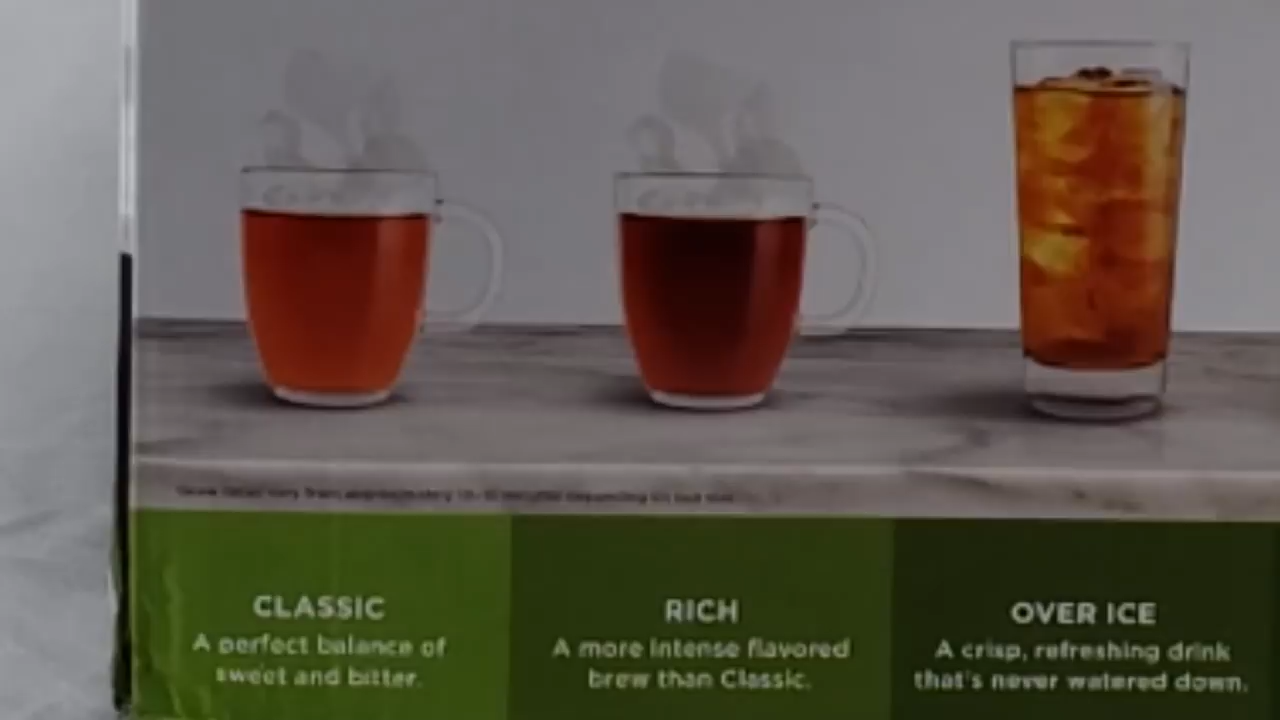 CLASSIC
A perfect balance of
sweet and bitter.
RICH
A more intense flavored
brew than Classic.
OVER ICE
A crisp, refreshing drink
that's never watered down.